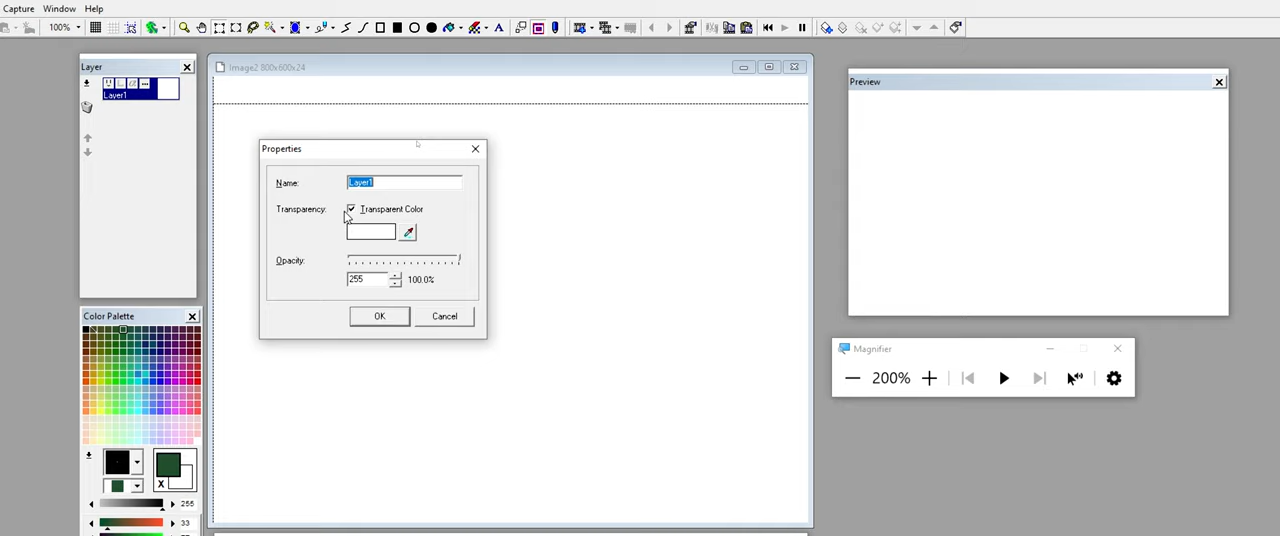 Capture Window Help
100% A
Layer
Layer1
Image2 800x600x24
Preview
Properties
Name: Layer1
Transparency: Transparent Color
Opacity:
255 100.0%
OK Cancel
Color Palette
X
255
33
Magnifier
200%